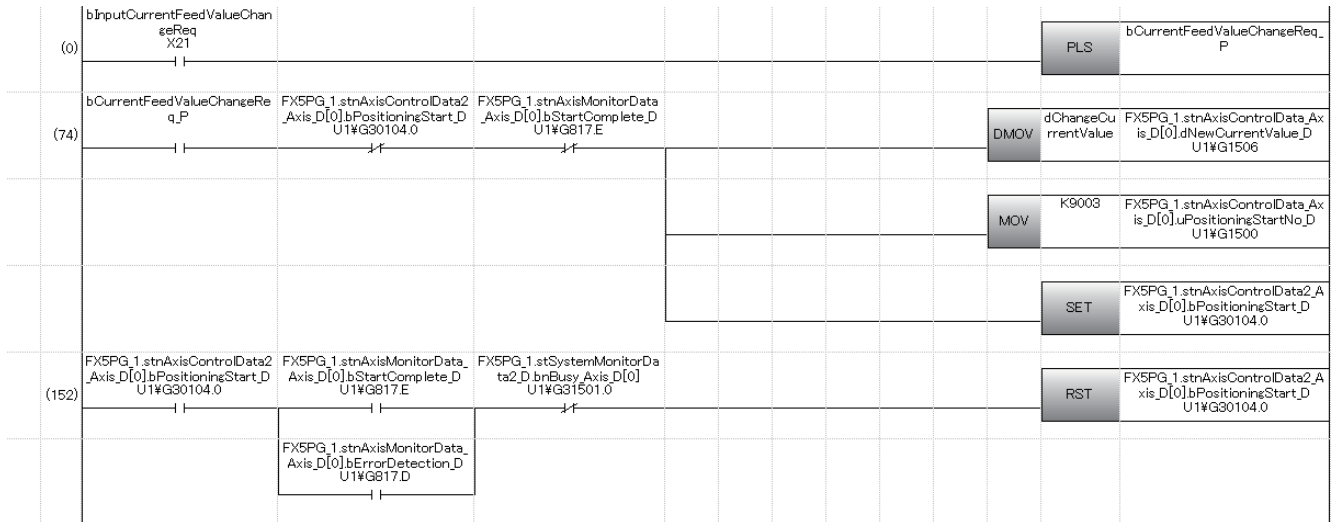 bInputCurrentFeedValueChan
geReq
X21
(0)
PLS
bCurrentFeedValueChangeReq_
P
bCurrentFeedValueChangeRe
q_P
FX5PG_1.stnAxisControlData2
_Axis_D[0].bPositioningStart_D
U1¥G30104.0
FX5PG_1.stnAxisMonitorData
_Axis_D[0].bStartComplete_D
U1¥G817.E
(74)
DMOV
dChangeCu
rrentValue
FX5PG_1.stnAxisControlData_Ax
is_D[0].dNewCurrentValue_D
U1¥G1506
MOV
K9003
FX5PG_1.stnAxisControlData_Ax
is_D[0].uPositioningStartNo_D
U1¥G1500
SET
FX5PG_1.stnAxisControlData2_A
xis_D[0].bPositioningStart_D
U1¥G30104.0
FX5PG_1.stnAxisControlData2
_Axis_D[0].bPositioningStart_D
U1¥G30104.0
FX5PG_1.stnAxisMonitorData_
Axis_D[0].bStartComplete_D
U1¥G817.E
FX5PG_1.stSystemMonitorDa
ta2_D.bnBusy_Axis_D[0]
U1¥G31501.0
(152)
RST
FX5PG_1.stnAxisControlData2_A
xis_D[0].bPositioningStart_D
U1¥G30104.0
FX5PG_1.stnAxisMonitorData_
Axis_D[0].bErrorDetection_D
U1¥G817.D